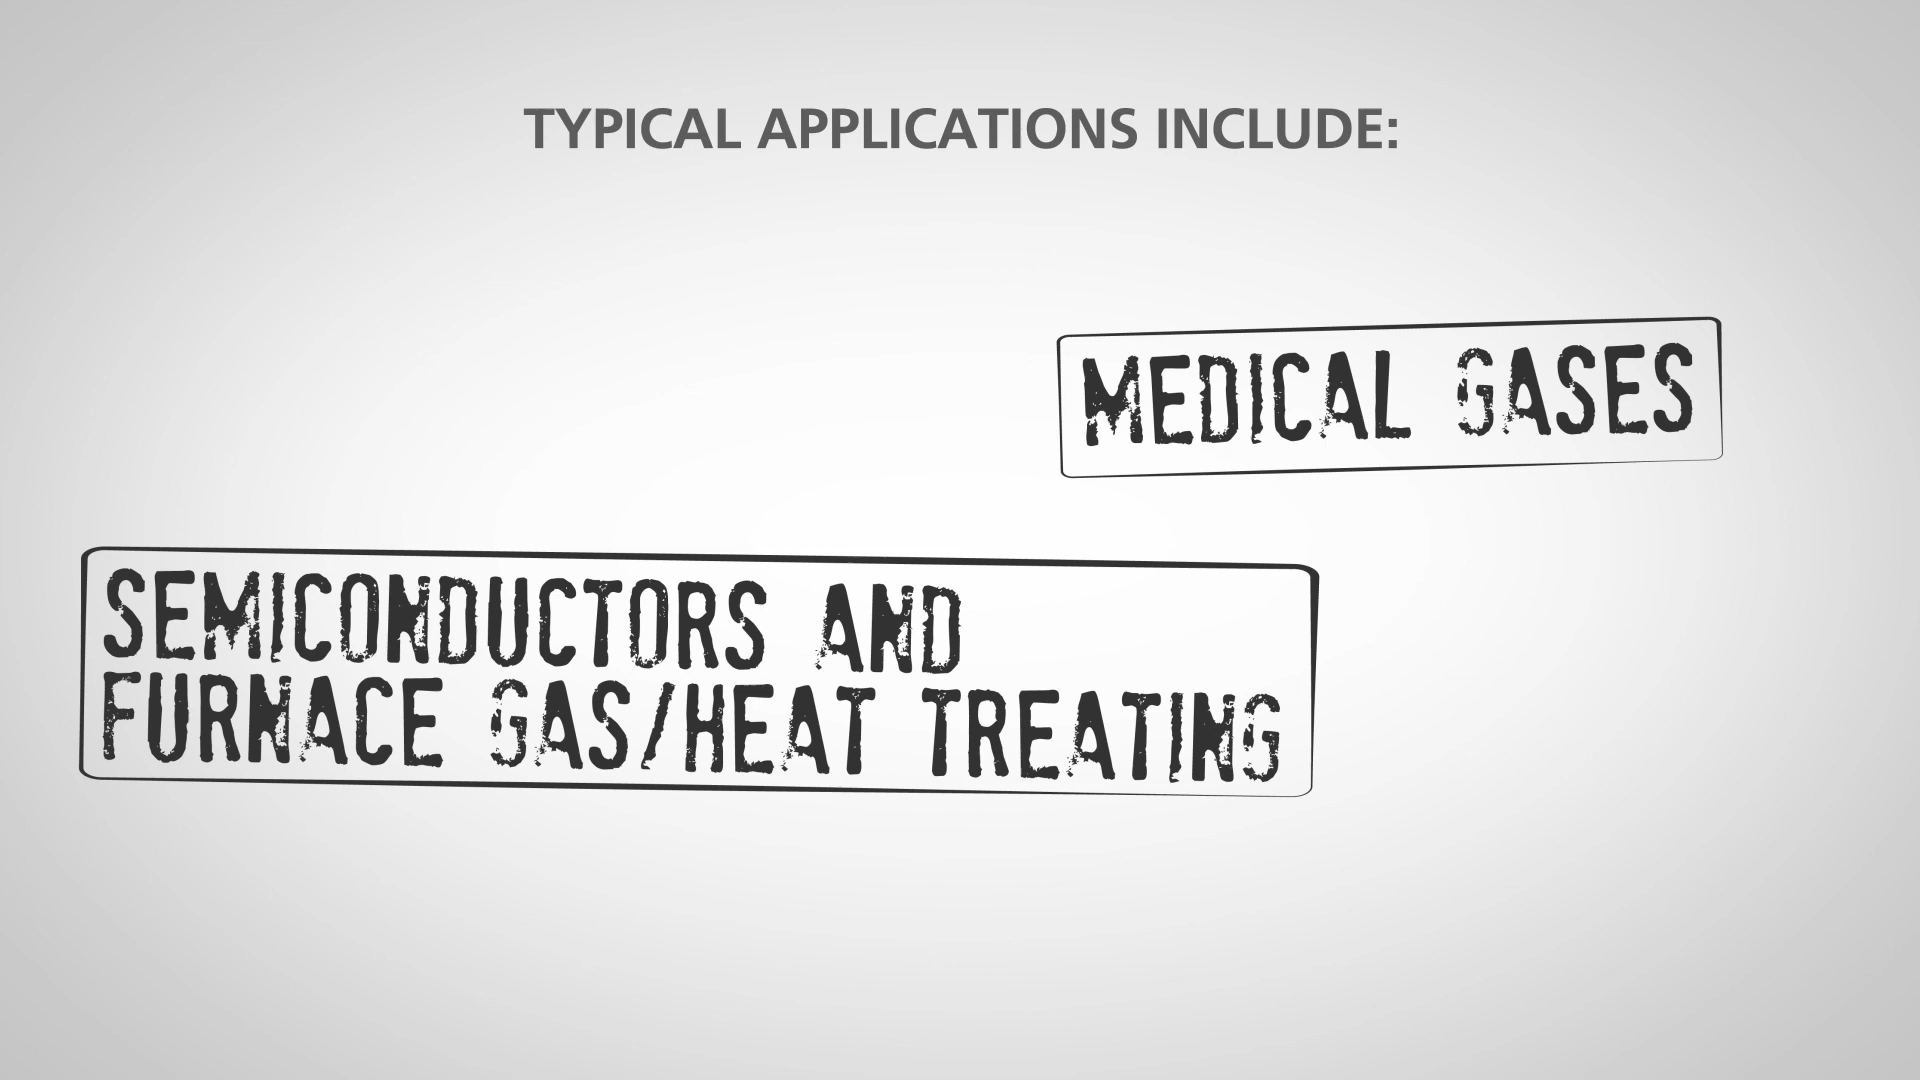 TYPICAL APPLICATIONS INCLUDE:
MEDICAL GASES
SEMICONDUCTORS AND
FURNACE GAS/HEAT TREATING